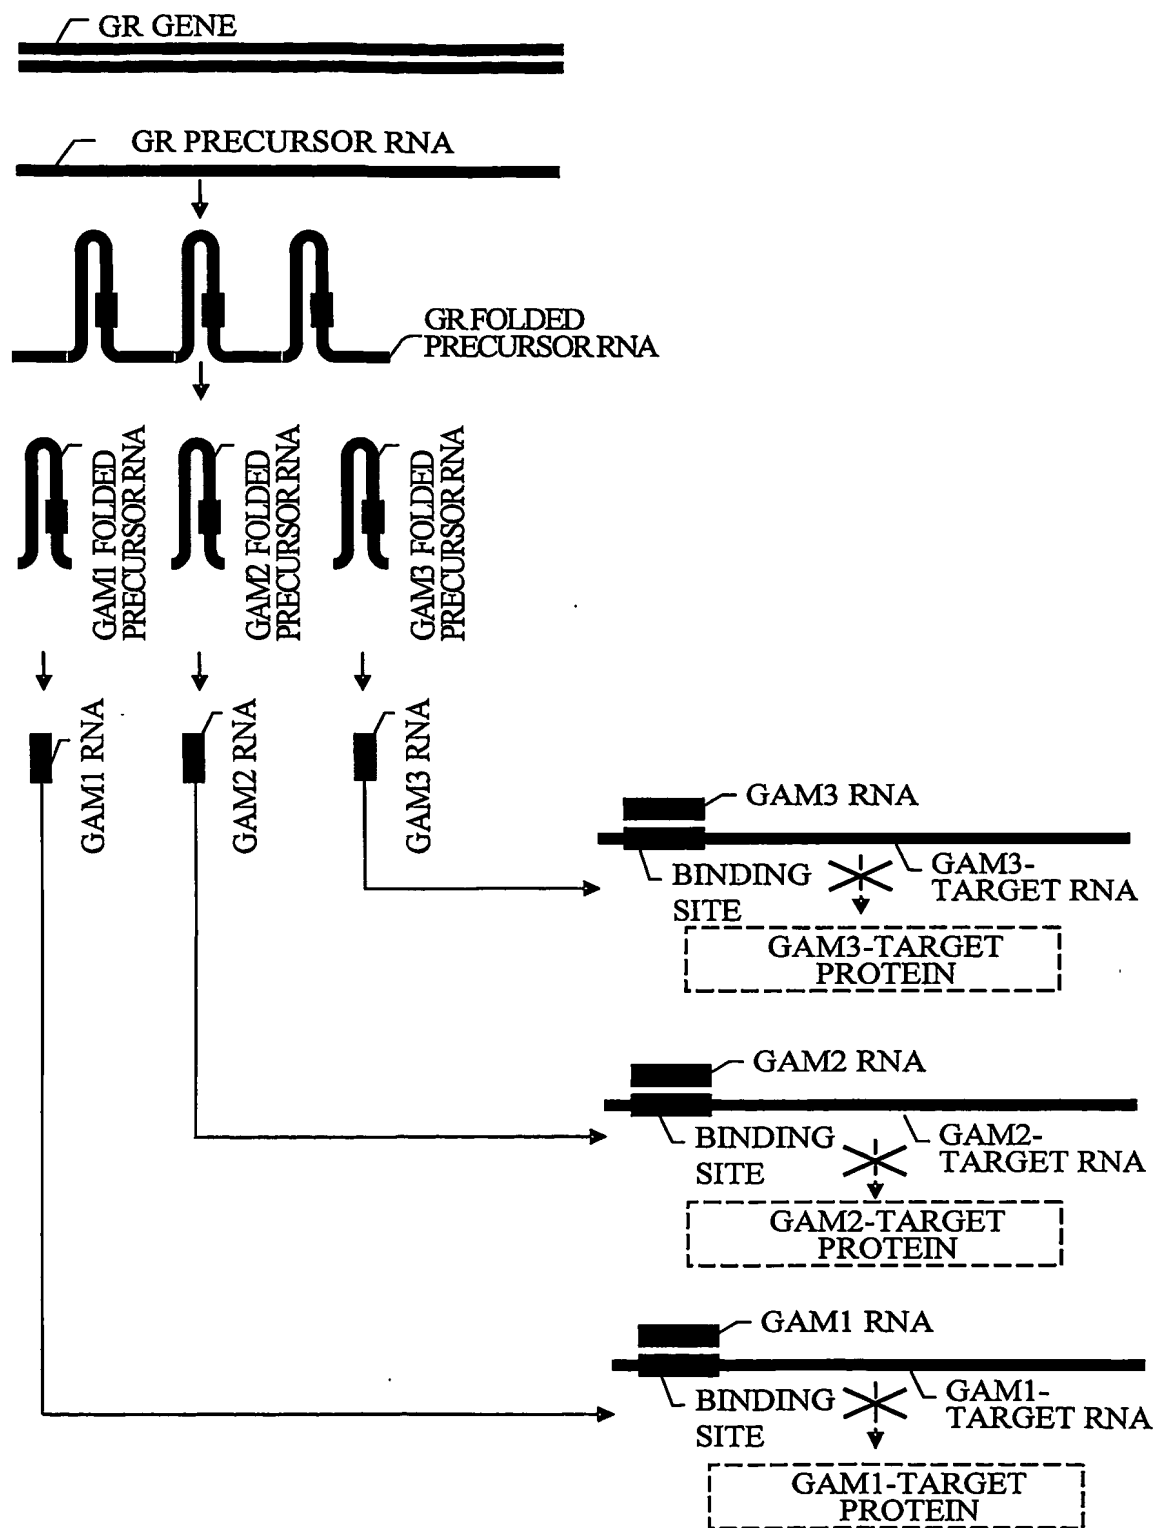 GR GENE
GR PRECURSOR RNA
GR FOLDED
PRECURSOR RNA
GAM1 FOLDED
PRECURSOR RNA
GAM2 FOLDED
PRECURSOR RNA
GAM3 FOLDED
PRECURSOR RNA
GAM1 RNA
GAM2 RNA
GAM3 RNA
GAM3 RNA
BINDING
SITE
GAM3-
TARGET RNA
GAM3-TARGET
PROTEIN
GAM2 RNA
BINDING
SITE
GAM2-
TARGET RNA
GAM2-TARGET
PROTEIN
GAM1 RNA
BINDING
SITE
GAM1-
TARGET RNA
GAM1-TARGET
PROTEIN